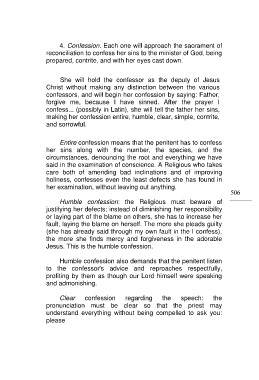 4. Confession. Each one will approach the sacrament of
reconciliation to confess her sins to the minister of God, being
prepared, contrite, and with her eyes cast down.
She will hold the confessor as the deputy of Jesus
Christ without making any distinction between the various
confessors, and will begin her confession by saying: Father,
forgive me, because I have sinned. After the prayer I
confess... (possibly in Latin), she will tell the father her sins,
making her confession entire, humble, clear, simple, contrite,
and sorrowful.
Entire confession means that the penitent has to confess
her sins along with the number, the species, and the
circumstances, denouncing the root and everything we have
said in the examination of conscience. A Religious who takes
care both of amending bad inclinations and of improving
holiness, confesses even the least defects she has found in
her examination, without leaving out anything.
506
Humble confession: the Religious must beware of
justifying her defects; instead of diminishing her responsibility
or laying part of the blame on others, she has to increase her
fault, laying the blame on herself. The more she pleads guilty
(she has already said through my own fault in the I confess),
the more she finds mercy and forgiveness in the adorable
Jesus. This is the humble confession.
Humble confession also demands that the penitent listen
to the confessor's advice and reproaches respectfully,
profiting by them as though our Lord himself were speaking
and admonishing.
Clear confession regarding the speech: the
pronunciation must be clear so that the priest may
understand everything without being compelled to ask you:
please